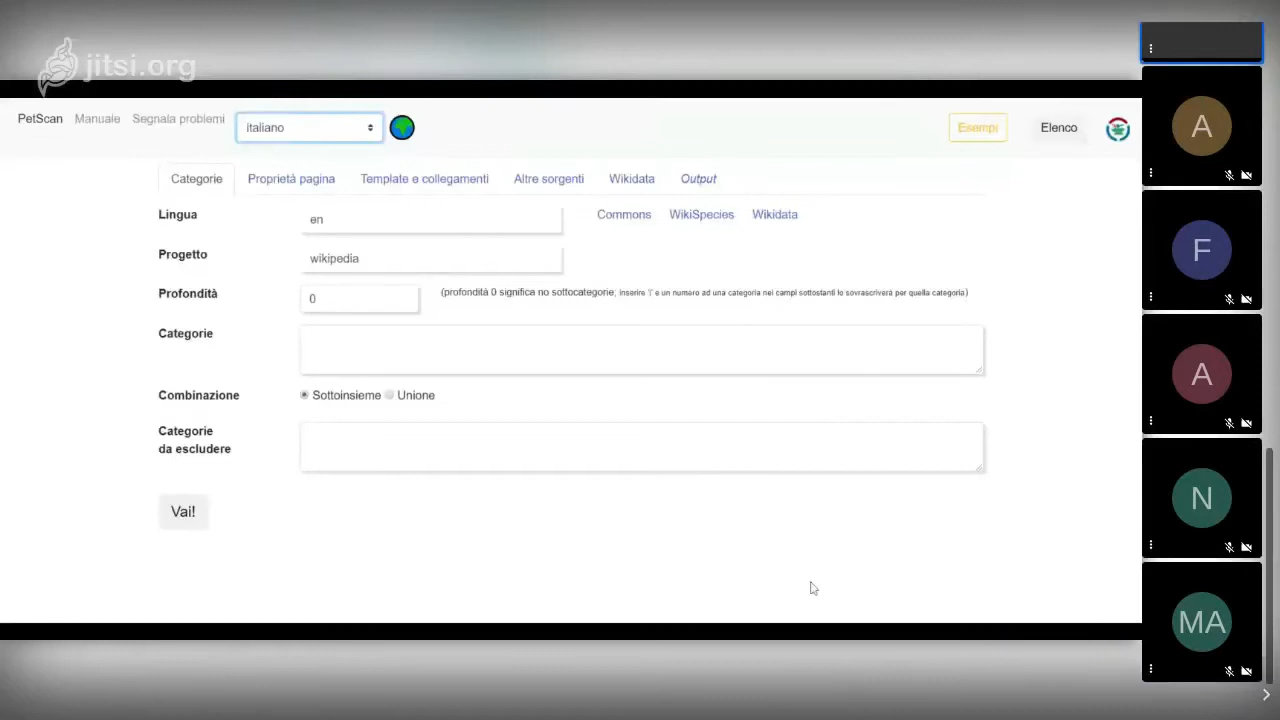 jitsi.org
PetScan Manuale Segnala problemi italiano Esempi Elenco
Categorie Proprietà pagina Template e collegamenti Altre sorgenti Wikidata Output
Lingua en Commons WikiSpecies Wikidata
Progetto wikipedia
Profondità 0 (profondità 0 significa no sottocategorie; inserire '|' e un numero ad una categoria nei campi sottostanti lo sovrascriverà per quella categoria)
Categorie
Combinazione Sottoinsieme Unione
Categorie
da escludere
Vai!
A
F
A
N
MA